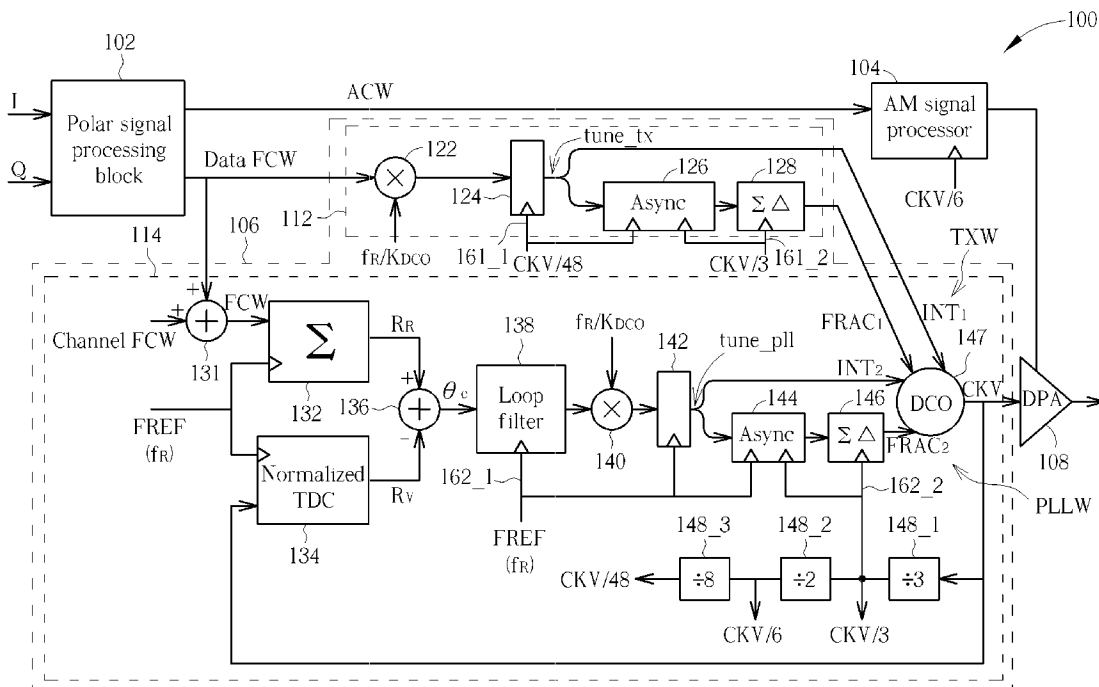 100
102
104
I
ACW
Polar signal
processing
block
AM signal
processor
Q
Data FCW
122
tune_tx
126
128
124
Async
Σ Δ
CKV/6
112
fR/KDCO
161_1
CKV/48
CKV/3
161_2
TXW
114
106
+
+
FCW
Channel FCW
131
Σ
132
RR
+
138
fR/KDCO
142
tune_pll
FRAC1
INT1
INT2
147
CKV
DCO
DPA
108
136
-
θe
Loop
filter
140
144
Async
146
Σ Δ
FRAC2
FREF
(fR)
Normalized
TDC
134
RV
162_1
FREF
(fR)
162_2
PLLW
148_3
148_2
148_1
CKV/48
÷8
÷2
÷3
CKV/6
CKV/3